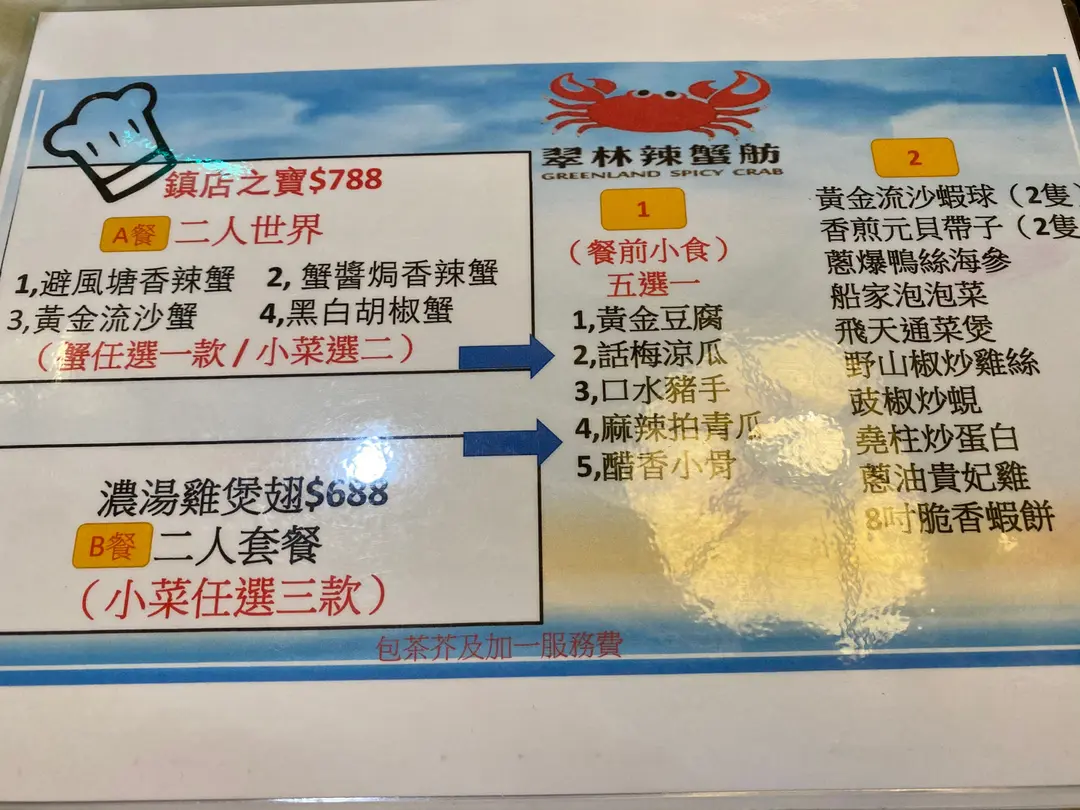 鎮店之寶$788
A餐 二人世界
1,避風塘香辣蟹 2, 蟹醬焗香辣蟹
3,黃金流沙蟹 4,黑白胡椒蟹
（蟹任選一款 / 小菜選二）
濃湯雞煲翅$688
B餐 二人套餐
（小菜任選三款）
翠林辣蟹舫
GREENLAND SPICY CRAB
1
（餐前小食）
五選一
1,黃金豆腐
2,話梅涼瓜
3,口水豬手
4,麻辣拍青瓜
5,醋香小骨
2
黃金流沙蝦球（2隻）
香煎元貝帶子（2隻
蔥爆鴨絲海參
船家泡泡菜
飛天通菜煲
野山椒炒雞絲
豉椒炒蜆
堯柱炒蛋白
蔥油貴妃雞
8吋脆香蝦餅
包茶芥及加一服務費